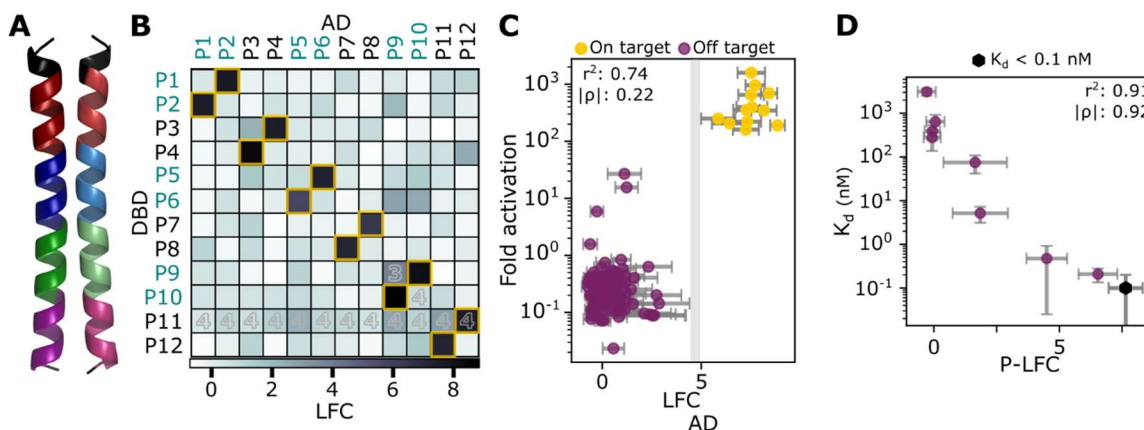 A
B
AD
P1 P2 P3 P4 P5 P6 P7 P8 P9 P10 P11 P12
DBD
P1
P2
P3
P4
P5
P6
P7
P8
P9 3
P10 4
P11 4 4 4 4 4 4 4 4 4 4 4 4
P12
0 2 4 6 8
LFC
C
On target Off target
r²: 0.74
|ρ|: 0.22
Fold activation
10³
10²
10¹
10⁰
10⁻¹
0 5
LFC
AD
D
K_d < 0.1 nM
r²: 0.91
|ρ|: 0.92
K_d (nM)
10³
10²
10¹
10⁰
10⁻¹
0 5
P-LFC